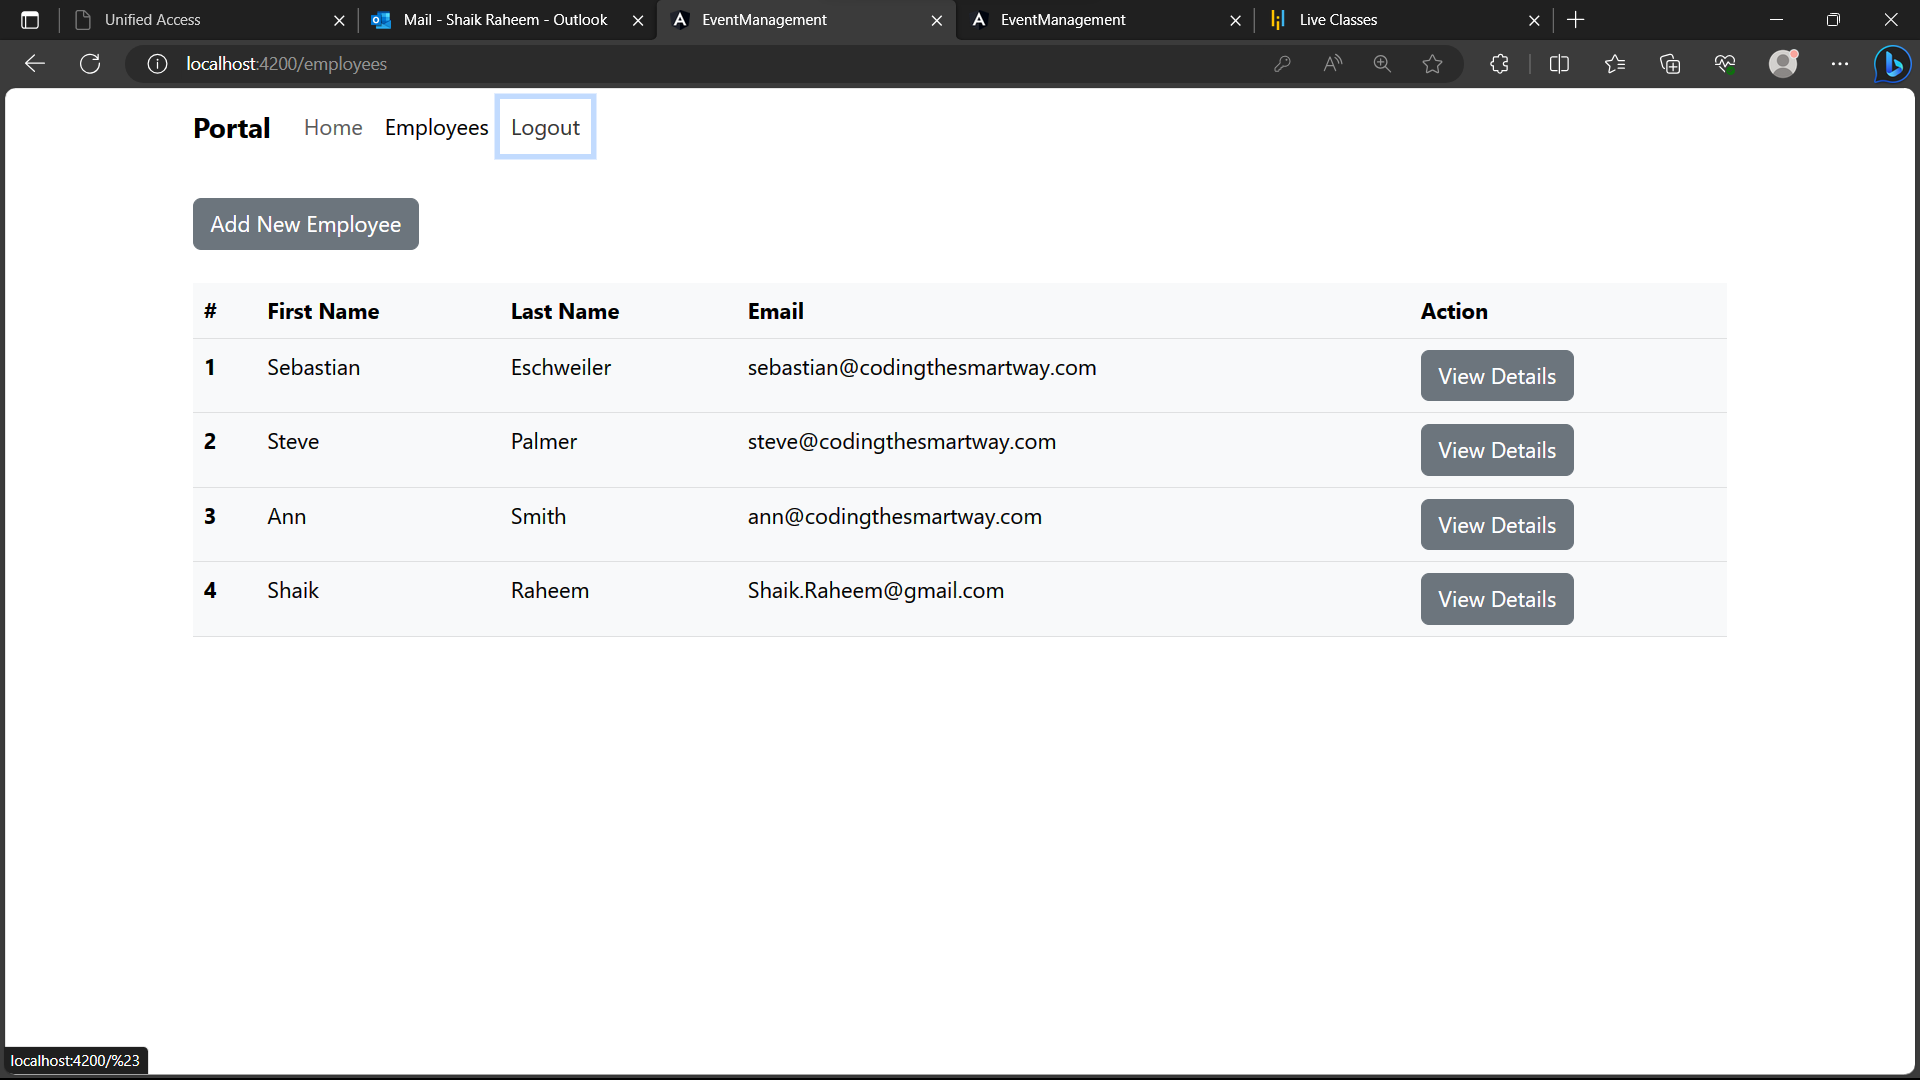 Unified Access
Mail - Shaik Raheem - Outlook
EventManagement
EventManagement
Live Classes
localhost:4200/employees
Portal Home Employees Logout
Add New Employee
# First Name Last Name Email Action
1 Sebastian Eschweiler sebastian@codingthesmartway.com View Details
2 Steve Palmer steve@codingthesmartway.com View Details
3 Ann Smith ann@codingthesmartway.com View Details
4 Shaik Raheem Shaik.Raheem@gmail.com View Details
localhost:4200/%23